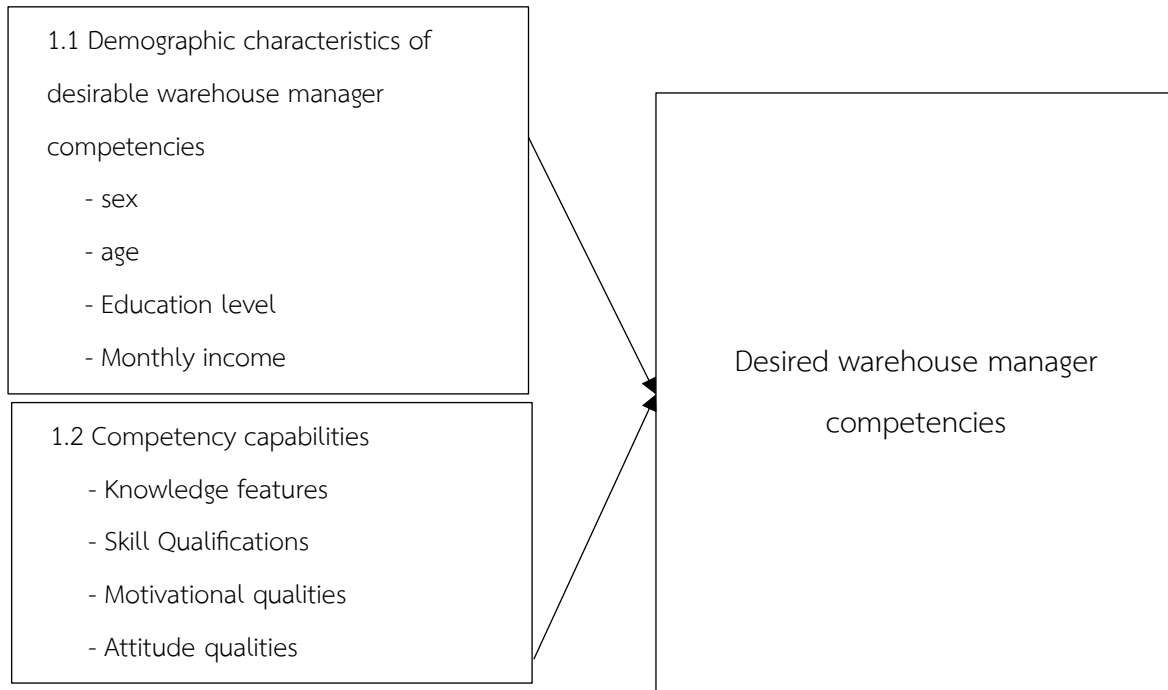 1.1 Demographic characteristics of
desirable warehouse manager
competencies
- sex
- age
- Education level
- Monthly income
1.2 Competency capabilities
- Knowledge features
- Skill Qualifications
- Motivational qualities
- Attitude qualities
Desired warehouse manager
competencies